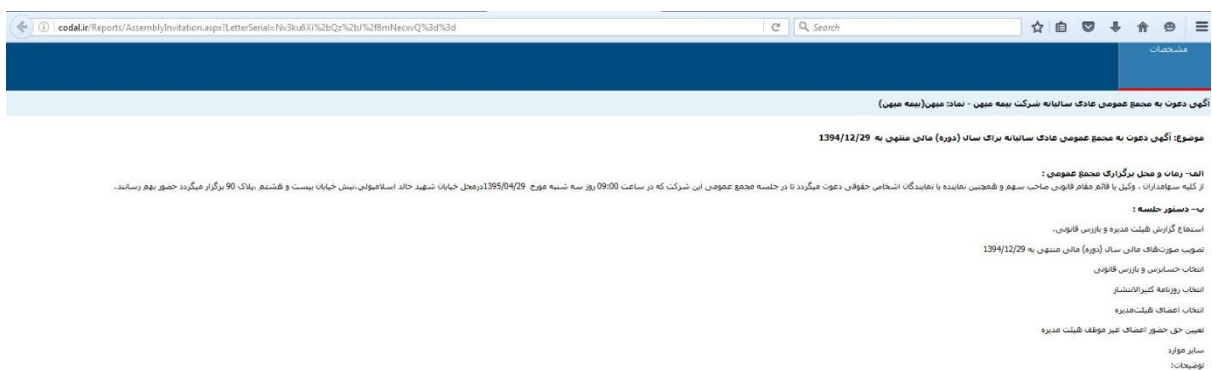 codal.ir/Reports/AssemblyInvitation.aspx?LetterSerial=Nv3ku6Xi%2bQz%2bJ%2f8mNecxvQ%3d%3d
Search
مشخصات
آگهی دعوت به مجمع عمومی عادی سالیانه شرکت بیمه میهن - نماد: میهن(بیمه میهن)
موضوع: آگهی دعوت به مجمع عمومی عادی سالیانه برای سال (دوره) مالی منتهی به 1394/12/29
الف- زمان و محل برگزاری مجمع عمومی :
از کلیه سهامداران ، وکیل یا قائم مقام قانونی صاحب سهم و همچنین نماینده یا نمایندگان اشخاص حقوقی دعوت میگردد تا در جلسه مجمع عمومی این شرکت که در ساعت 09:00 روز سه شنبه مورخ 1395/04/29درمحل خیابان شهید خالد اسلامبولی،نبش خیابان بیست و هشتم ،پلاک 90 برگزار میگردد حضور بهم رسانند.
ب– دستور جلسه :
استماع گزارش هیئت مدیره و بازرس قانونی.
تصویب صورت‌های مالی سال (دوره) مالی منتهی به 1394/12/29
انتخاب حسابرس و بازرس قانونی
انتخاب روزنامۀ کثیرالانتشار
انتخاب اعضای هیئت‌مدیره
تعیین حق حضور اعضای غیر موظف هیئت مدیره
سایر موارد
توضیحات: